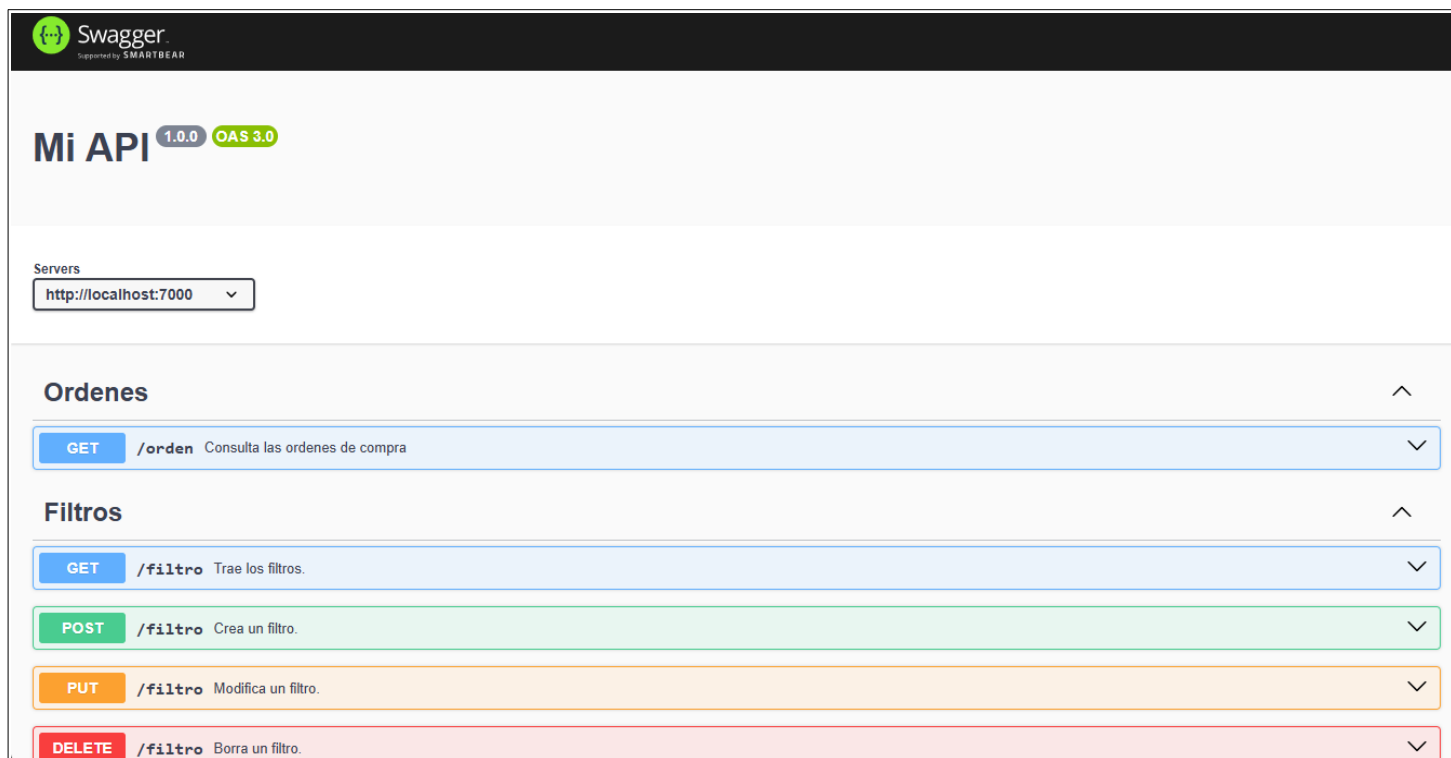 {···} Swagger.
Supported by SMARTBEAR
Mi API 1.0.0 OAS 3.0
Servers
http://localhost:7000
Ordenes
GET /orden Consulta las ordenes de compra
Filtros
GET /filtro Trae los filtros.
POST /filtro Crea un filtro.
PUT /filtro Modifica un filtro.
DELETE /filtro Borra un filtro.